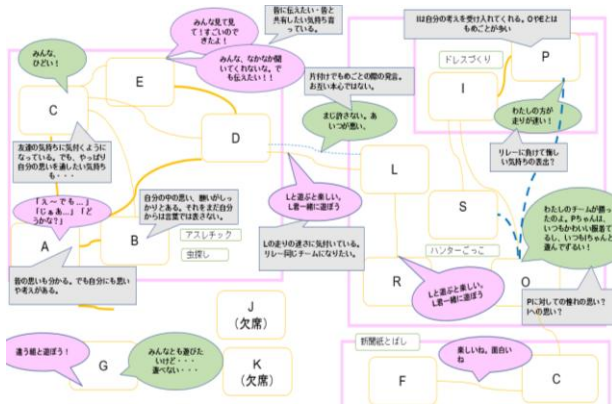 皆に伝えたい・皆と
共有したい気持ち育
っている。
みんな見て見
て!すごいので
きたよ!
みんな、なかなか聞
いてくれないな。で
も伝えたい!!
みんな、
ひどい!
E
C
D
友達の気持ちに気付くように
なっている。でも、やっぱり
自分の思いを通したい気持ち
も・・・
「え~でも…」
「じゃあ…」「ど
うかな?」
A
B
自分の中の思い、願いがしっ
かりとある。それをまだ自分
からは言葉では表さない。
アスレチック
虫探し
皆の思いも分かる。でも自分にも思い
や考えがある。
片付けでもめごとの際の発言。
お互い本心ではない。
まじ許さない。あ
いつが悪い。
Lと遊ぶと楽しい。
L君一緒に遊ぼう
Lの走りの速さに気付いている。
リレー同じチームになりたい。
Iは自分の考えを受け入れてくれる。OやEとは
もめごとが多い
ドレスづくり
P
I
わたしの方が
走りが速い!
リレーに負けて悔し
い気持ちの表出?
L
S
わたしのチームが勝っ
たのよ。Pちゃんは、
いつもかわいい服着て
るし、いつもIちゃんと
遊んでずるい!
ハンターごっこ
R
O
Lと遊ぶと楽しい。
L君一緒に遊ぼう
Pに対しての憧れの思い?
Iへの思い?
J
(欠席)
K
(欠席)
違う組と遊ぼう!
G
みんなとも遊びた
いけど・・・
遊べない・・・
新聞紙とばし
楽しいね。面白い
ね
F
C